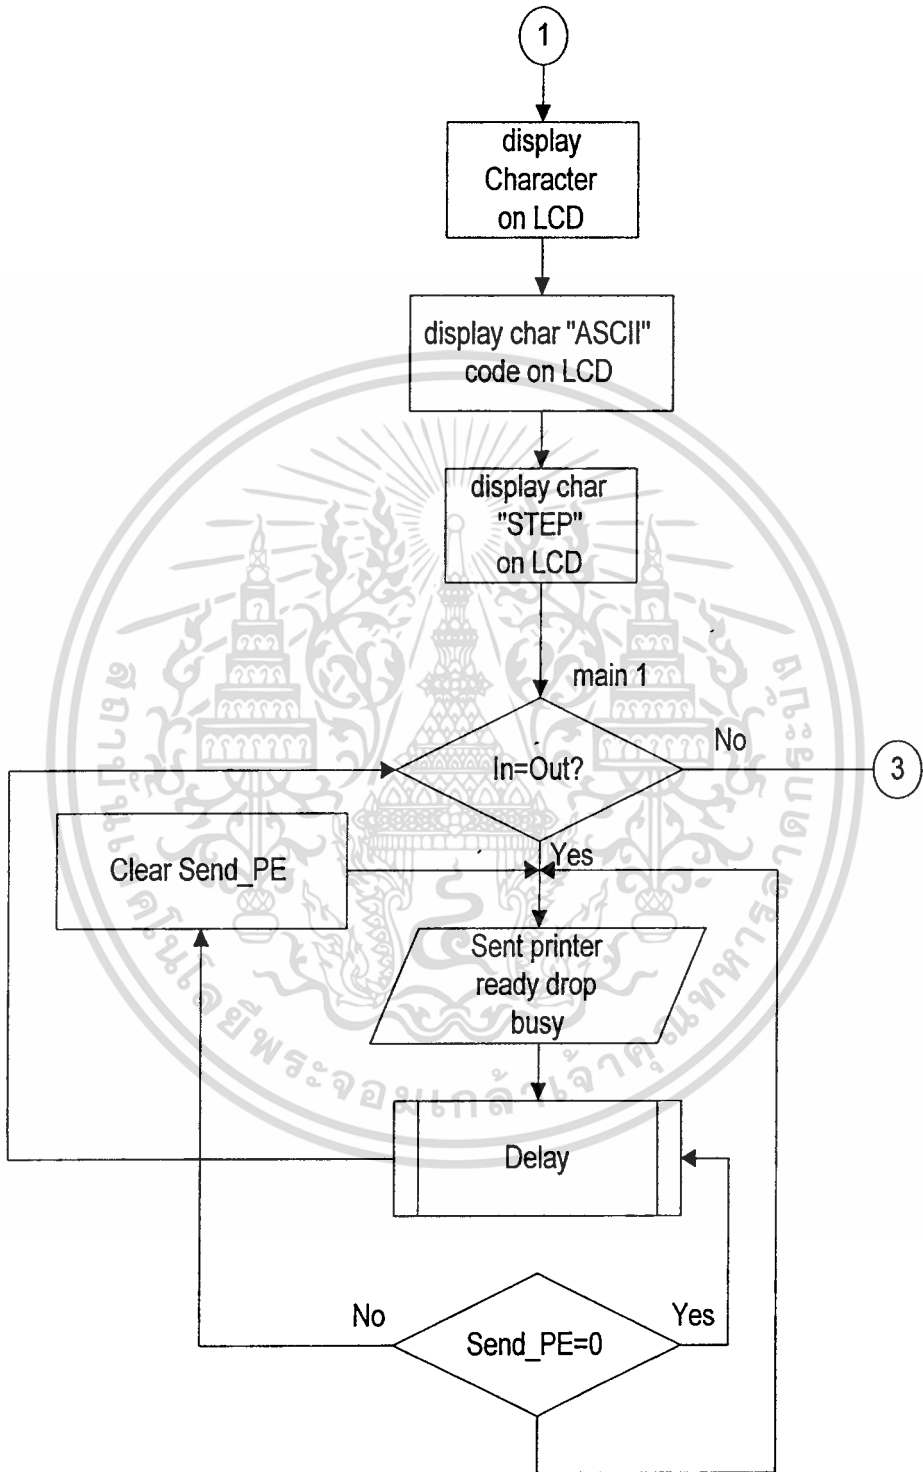 1
display
Character
on LCD
display char "ASCII"
code on LCD
display char
"STEP"
on LCD
main 1
In=Out?
No
3
Yes
Clear Send_PE
Sent printer
ready drop
busy
Delay
No
Send_PE=0
Yes